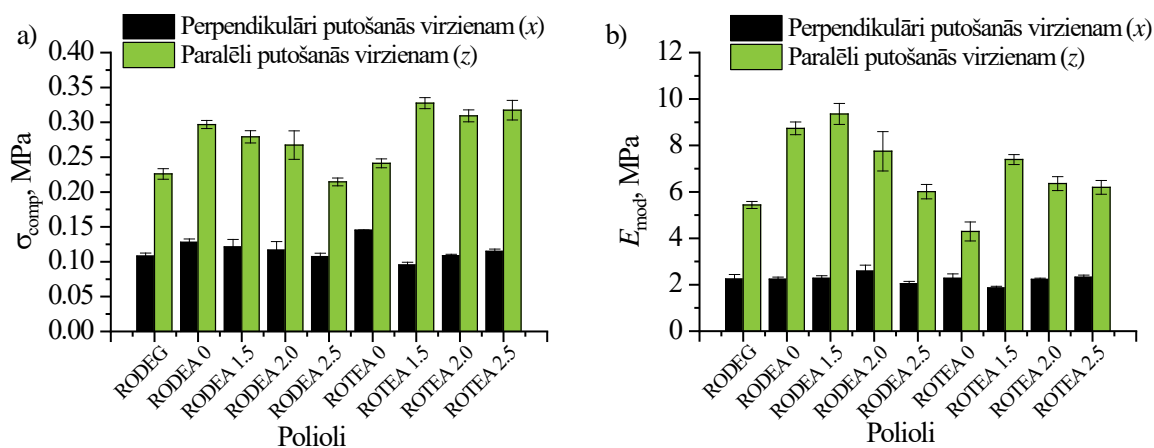 a)
Perpendikulāri putošanās virzienam (x)
Paralēli putošanās virzienam (z)
0.40
0.35
0.30
0.25
0.20
0.15
0.10
0.05
0.00
σcomp, MPa
RODEG
RODEA 0
RODEA 1.5
RODEA 2.0
RODEA 2.5
ROTEA 0
ROTEA 1.5
ROTEA 2.0
ROTEA 2.5
Polioli
b)
Perpendikulāri putošanās virzienam (x)
Paralēli putošanās virzienam (z)
12
10
8
6
4
2
0
Emod, MPa
RODEG
RODEA 0
RODEA 1.5
RODEA 2.0
RODEA 2.5
ROTEA 0
ROTEA 1.5
ROTEA 2.0
ROTEA 2.5
Polioli